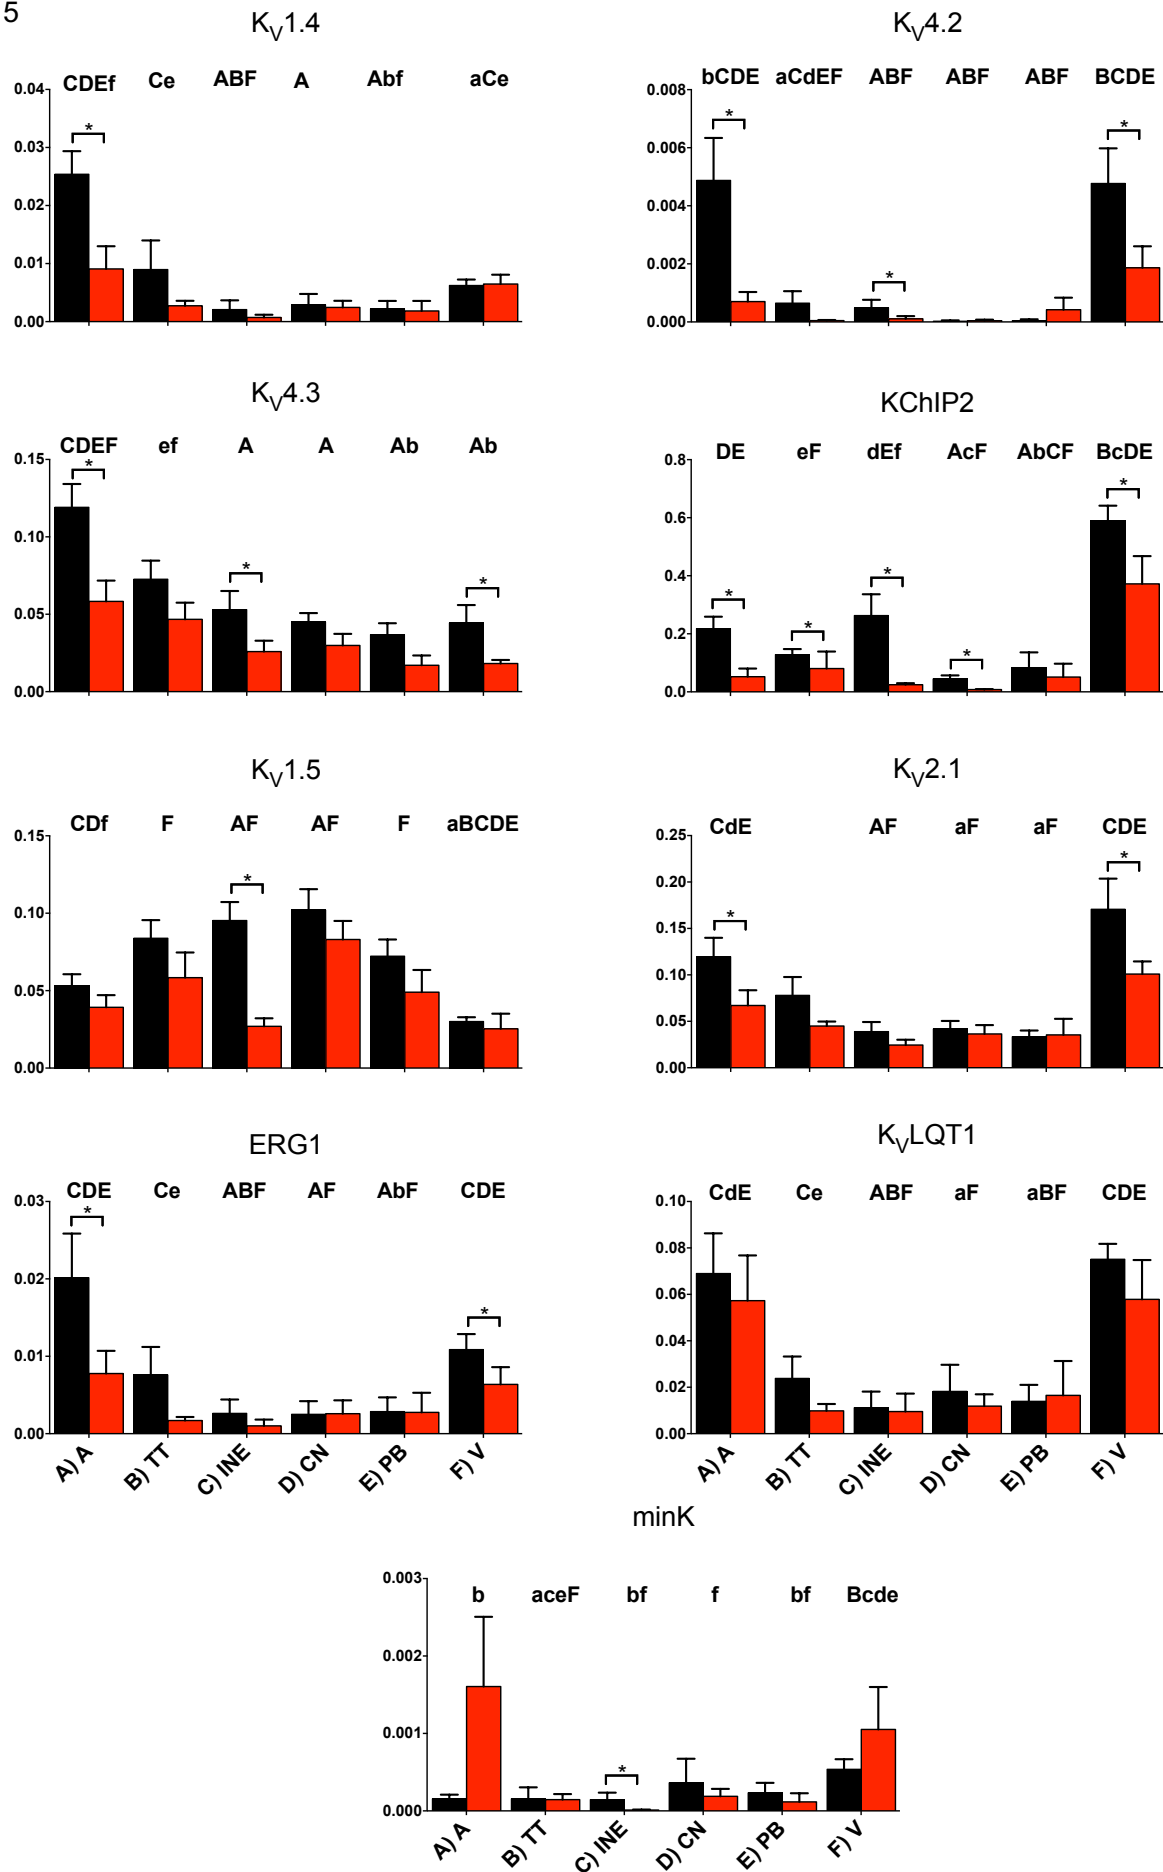 5
KV1.4
KV4.2
CDEf Ce ABF A Abf aCe
bCDE aCdEF ABF ABF ABF BCDE
0.04
*
0.03
0.02
0.01
0.00
0.008
*
*
0.006
0.004
*
0.002
0.000
KV4.3
KChIP2
CDEF ef A A Ab Ab
DE eF dEf AcF AbCF BcDE
0.15
*
0.10
*
*
0.05
0.00
0.8
*
0.6
*
0.4
*
*
0.2
*
0.0
KV1.5
KV2.1
CDf F AF AF F aBCDE
CdE AF aF aF CDE
0.15
*
0.10
0.05
0.00
0.25
*
0.20
*
0.15
0.10
0.05
0.00
ERG1
KVLQT1
CDE Ce ABF AF AbF CDE
CdE Ce ABF aF aBF CDE
0.03
*
0.02
*
0.01
0.00
0.10
0.08
0.06
0.04
0.02
0.00
A) A B) TT C) INE D) CN E) PB F) V
A) A B) TT C) INE D) CN E) PB F) V
minK
b aceF bf f bf Bcde
0.003
0.002
0.001
*
0.000
A) A B) TT C) INE D) CN E) PB F) V